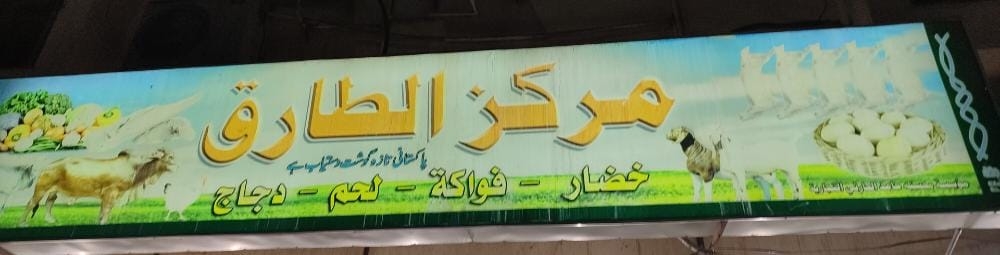 مركز الطارق
پاکستانی تازہ گوشت دستیاب ہے
خضار - فواكة - لحم - دجاج